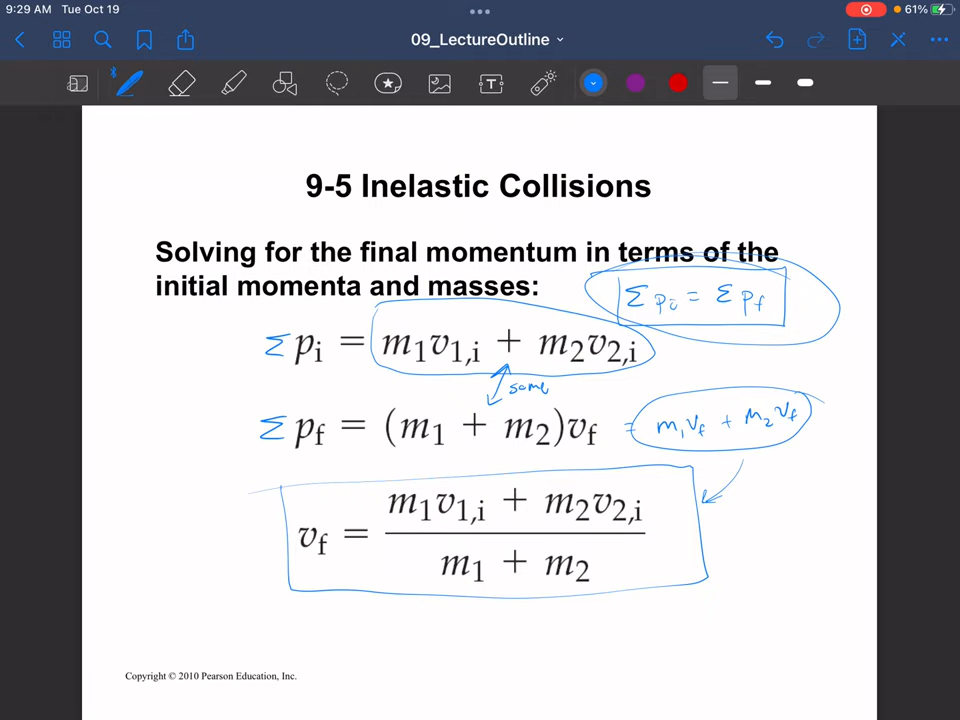 9:29 AM Tue Oct 19
61%
09_LectureOutline
9-5 Inelastic Collisions
Solving for the final momentum in terms of the
initial momenta and masses:
Σ pi = Σ pf
Σ pi = m1v1,i + m2v2,i
same
Σ pf = (m1 + m2)vf = m1vf + m2vf
vf = (m1v1,i + m2v2,i) / (m1 + m2)
Copyright © 2010 Pearson Education, Inc.